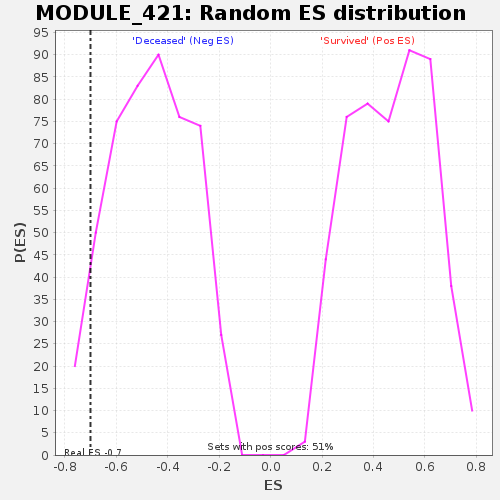 MODULE_421: Random ES distribution
'Deceased' (Neg ES) 'Survived' (Pos ES)
95
90
85
80
75
70
65
60
55
50
45
40
35
30
25
20
15
10
5
0
P(ES)
Sets with pos scores: 51%
Real ES -0.7
-0.8 -0.6 -0.4 -0.2 0.0 0.2 0.4 0.6 0.8
ES